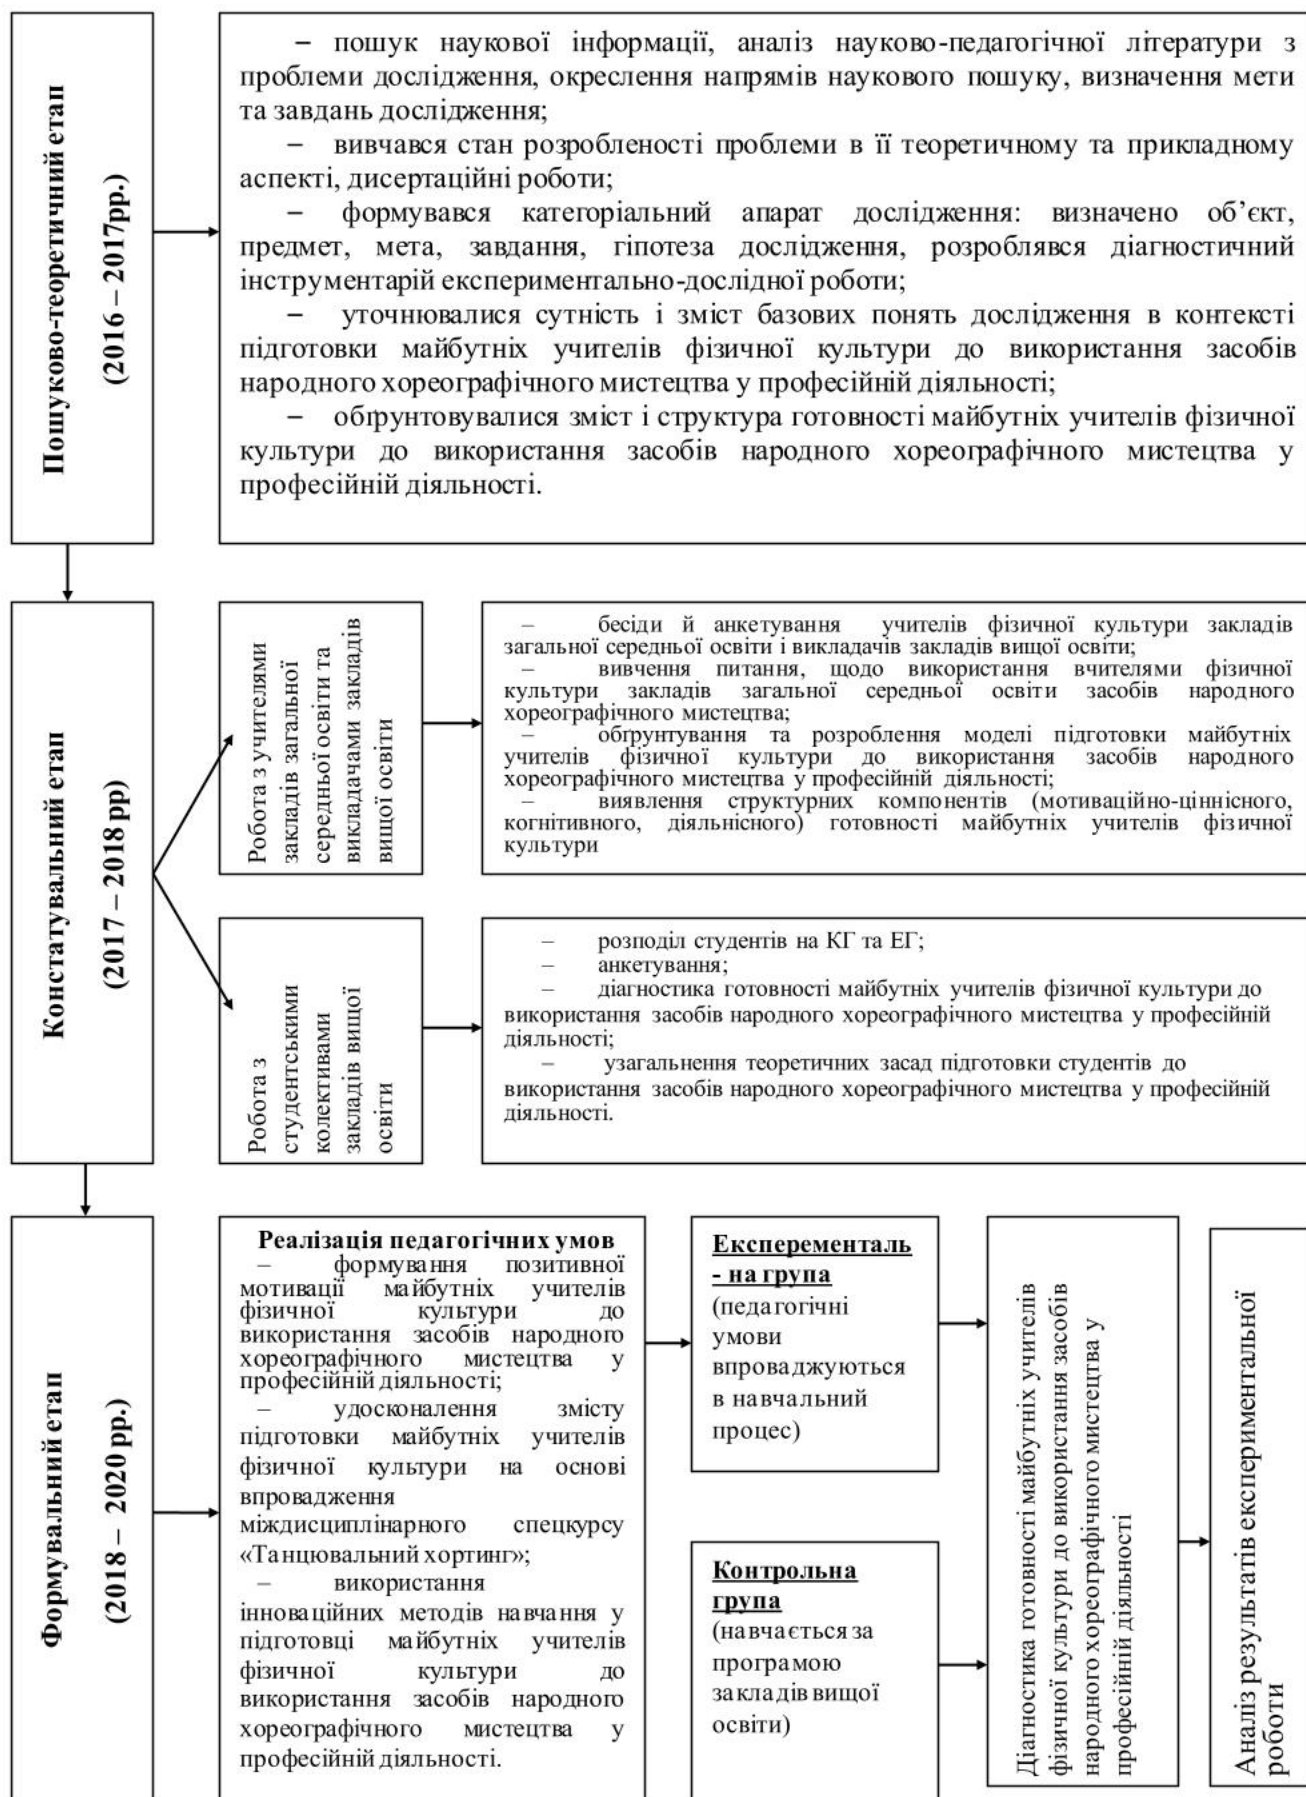 Пошуково-теоретичний етап
(2016 – 2017рр.)
– пошук наукової інформації, аналіз науково-педагогічної літератури з
проблеми дослідження, окреслення напрямів наукового пошуку, визначення мети
та завдань дослідження;
– вивчався стан розробленості проблеми в її теоретичному та прикладному
аспекті, дисертаційні роботи;
– формувався категоріальний апарат дослідження: визначено об’єкт,
предмет, мета, завдання, гіпотеза дослідження, розроблявся діагностичний
інструментарій експериментально-дослідної роботи;
– уточнювалися сутність і зміст базових понять дослідження в контексті
підготовки майбутніх учителів фізичної культури до використання засобів
народного хореографічного мистецтва у професійній діяльності;
– обґрунтовувалися зміст і структура готовності майбутніх учителів фізичної
культури до використання засобів народного хореографічного мистецтва у
професійній діяльності.
Констатувальний етап
(2017 – 2018рр)
Робота з учителями
закладів загальної
середньої освіти та
викладачами закладів
вищої освіти
– бесіди й анкетування учителів фізичної культури закладів
загальної середньої освіти і викладачів закладів вищої освіти;
– вивчення питання, щодо використання вчителями фізичної
культури закладів загальної середньої освіти засобів народного
хореографічного мистецтва;
– обґрунтування та розроблення моделі підготовки майбутніх
учителів фізичної культури до використання засобів народного
хореографічного мистецтва у професійній діяльності;
– виявлення структурних компонентів (мотиваційно-ціннісного,
когнітивного, діяльнісного) готовності майбутніх учителів фізичної
культури
Робота з
студентськими
колективами
закладів вищої
освіти
– розподіл студентів на КГ та ЕГ;
– анкетування;
– діагностика готовності майбутніх учителів фізичної культури до
використання засобів народного хореографічного мистецтва у професійній
діяльності;
– узагальнення теоретичних засад підготовки студентів до
використання засобів народного хореографічного мистецтва у професійній
діяльності.
Формувальний етап
(2018 – 2020 рр.)
Реалізація педагогічних умов
– формування позитивної
мотивації майбутніх учителів
фізичної культури до
використання засобів народного
хореографічного мистецтва у
професійній діяльності;
– удосконалення змісту
підготовки майбутніх учителів
фізичної культури на основі
впровадження
міждисциплінарного спецкурсу
«Танцювальний хортинг»;
– використання
інноваційних методів навчання у
підготовці майбутніх учителів
фізичної культури до
використання засобів народного
хореографічного мистецтва у
професійній діяльності.
Експеременталь
- на група
(педагогічні
умови
впроваджуються
в навчальний
процес)
Контрольна
група
(навчається за
програмою
закладів вищої
освіти)
Діагностика готовності майбутніх учителів
фізичної культури до використання засобів
народного хореографічного мистецтва у
професійній діяльності
Аналіз результатів експериментальної
роботи